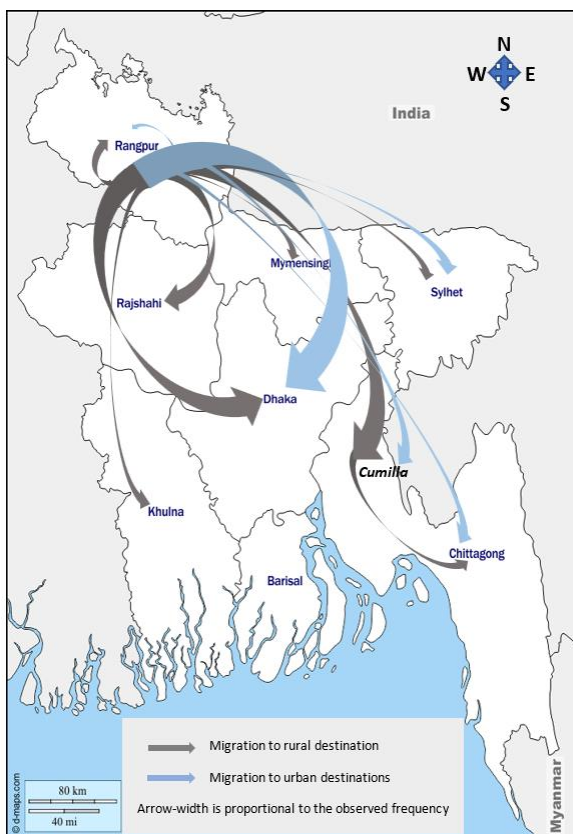 N
W E
S
India
Rangpur
Mymensing
Sylhet
Rajshahi
Dhaka
Cumilla
Khulna
Chittagong
Barisal
Migration to rural destination
Migration to urban destinations
Arrow-width is proportional to the observed frequency
80 km
40 mi
© d-maps.com
Myanmar